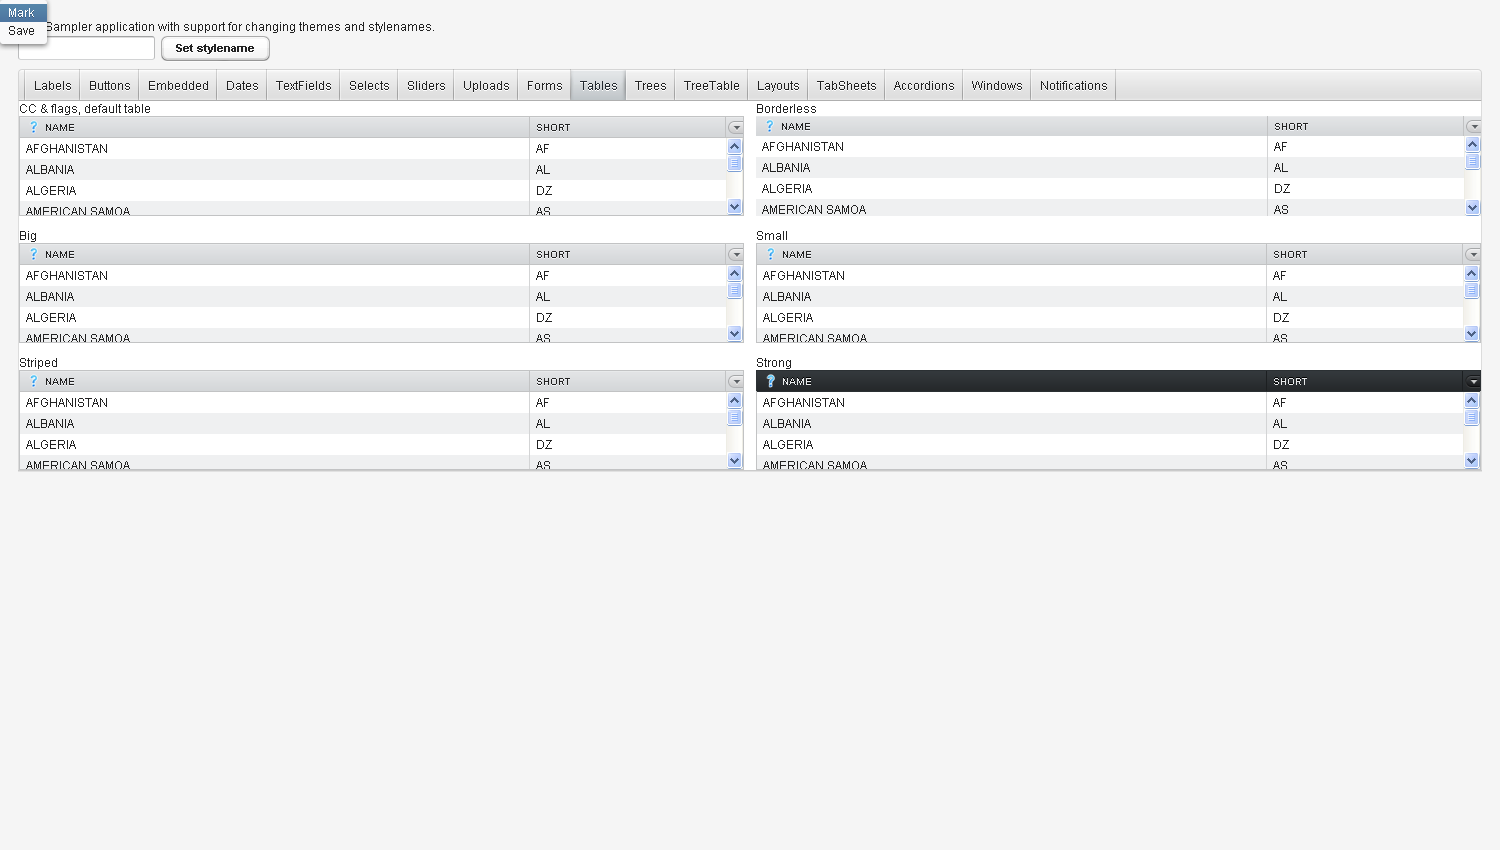 Mark
Save
Sampler application with support for changing themes and stylenames.
Set stylename
Labels Buttons Embedded Dates TextFields Selects Sliders Uploads Forms Tables Trees TreeTable Layouts TabSheets Accordions Windows Notifications
CC & flags, default table
? NAME SHORT
AFGHANISTAN AF
ALBANIA AL
ALGERIA DZ
AMERICAN SAMOA AS
Borderless
? NAME SHORT
AFGHANISTAN AF
ALBANIA AL
ALGERIA DZ
AMERICAN SAMOA AS
Big
? NAME SHORT
AFGHANISTAN AF
ALBANIA AL
ALGERIA DZ
AMERICAN SAMOA AS
Small
? NAME SHORT
AFGHANISTAN AF
ALBANIA AL
ALGERIA DZ
AMERICAN SAMOA AS
Striped
? NAME SHORT
AFGHANISTAN AF
ALBANIA AL
ALGERIA DZ
AMERICAN SAMOA AS
Strong
? NAME SHORT
AFGHANISTAN AF
ALBANIA AL
ALGERIA DZ
AMERICAN SAMOA AS